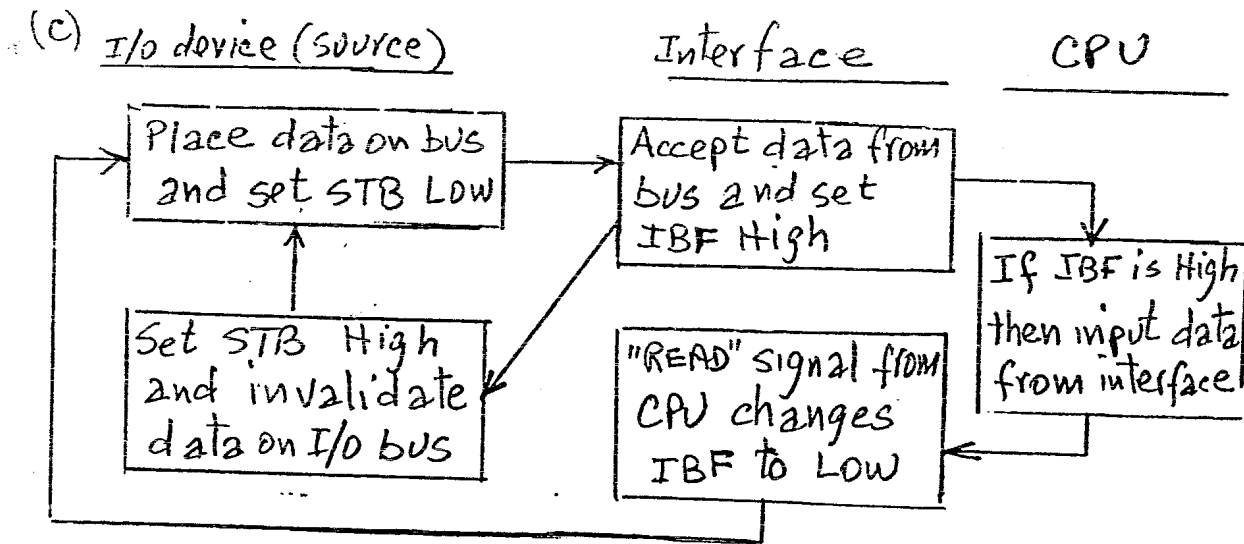 (C) I/O device (source) Interface CPU
Place data on bus
and set STB Low
Accept data from
bus and set
IBF High
If IBF is High
then input data
from interface
Set STB High
and invalidate
data on I/O bus
"READ" signal from
CPU changes
IBF to LOW